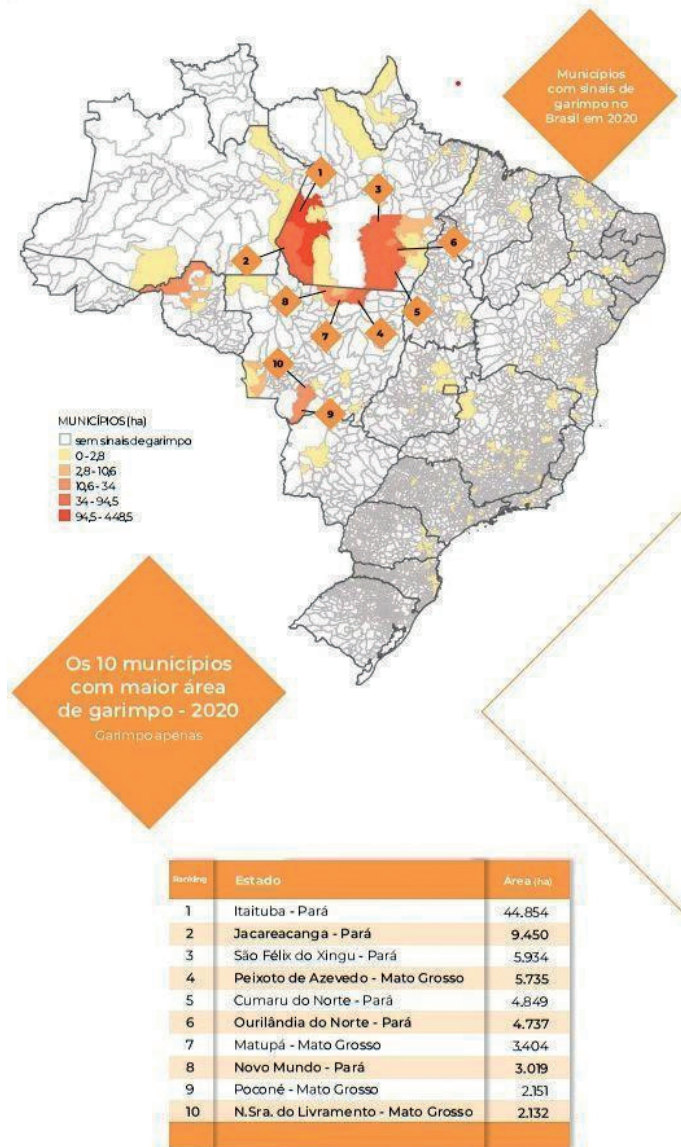 Municípios
com sinais de
garimpo no
Brasil em 2020
1
3
2
6
8
5
7
4
10
9
MUNICÍPIOS (ha)
sem sinais de garimpo
0 - 2,8
2,8 - 10,6
10,6 - 34
34 - 94,5
94,5 - 448,5
Os 10 municípios
com maior área
de garimpo - 2020
Garimpo apenas
Ranking Estado Área (ha)
1 Itaituba - Pará 44.854
2 Jacareacanga - Pará 9.450
3 São Félix do Xingu - Pará 5.934
4 Peixoto de Azevedo - Mato Grosso 5.735
5 Cumaru do Norte - Pará 4.849
6 Ourilândia do Norte - Pará 4.737
7 Matupá - Mato Grosso 3.404
8 Novo Mundo - Pará 3.019
9 Poconé - Mato Grosso 2.151
10 N.Sra. do Livramento - Mato Grosso 2.132